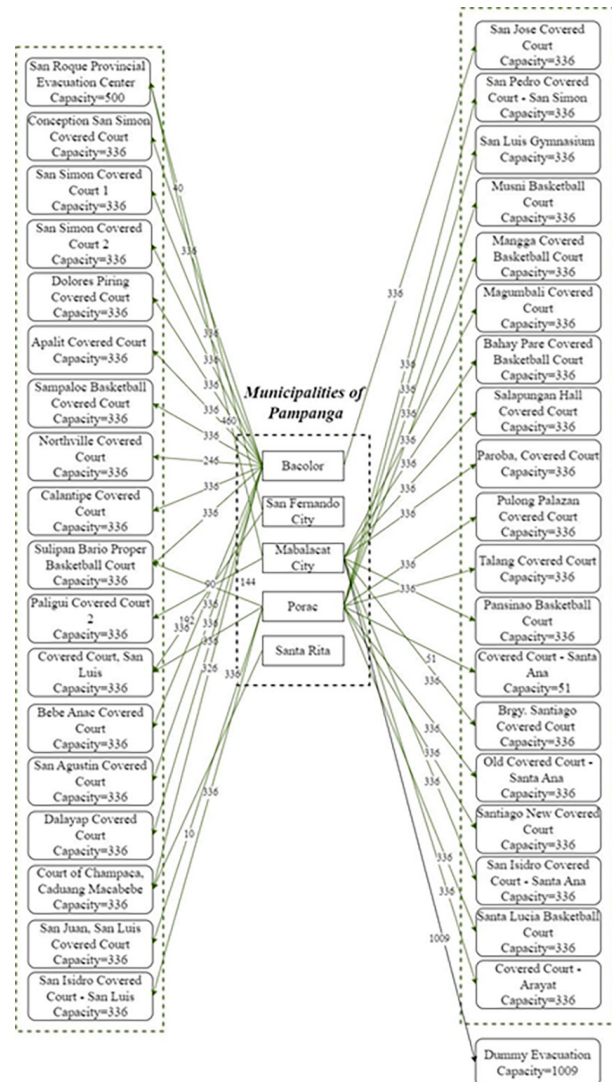 San Roque Provincial
Evacuation Center
Capacity=500
Conception San Simon
Covered Court
Capacity=336
San Simon Covered
Court 1
Capacity=336
San Simon Covered
Court 2
Capacity=336
Dolores Piring
Covered Court
Capacity=336
Apalit Covered Court
Capacity=336
Sampaloc Basketball
Covered Court
Capacity=336
Northville Covered
Court
Capacity=336
Calantipe Covered
Court
Capacity=336
Sulipan Bario Proper
Basketball Court
Capacity=336
Paligui Covered Court
2
Capacity=336
Covered Court, San
Luis
Capacity=336
Bebe Anac Covered
Court
Capacity=336
San Agustin Covered
Court
Capacity=336
Dalayap Covered
Court
Capacity=336
Court of Champaca,
Caduang Macabebe
Capacity=336
San Juan, San Luis
Covered Court
Capacity=336
San Isidro Covered
Court - San Luis
Capacity=336
40
336
336
336
336
460
336
246
336
336
90
144
336
192
336
336
336
326
336
336
10
Municipalities of
Pampanga
Bacolor
San Fernando
City
Mabalacat
City
Porac
Santa Rita
336
336
336
336
336
336
336
336
336
336
51
336
336
336
336
336
336
1009
San Jose Covered
Court
Capacity=336
San Pedro Covered
Court - San Simon
Capacity=336
San Luis Gymnasium
Capacity=336
Musni Basketball
Court
Capacity=336
Mangga Covered
Basketball Court
Capacity=336
Magumbali Covered
Court
Capacity=336
Bahay Pare Covered
Basketball Court
Capacity=336
Salapungan Hall
Covered Court
Capacity=336
Paroba, Covered Court
Capacity=336
Pulong Palazan
Covered Court
Capacity=336
Talang Covered Court
Capacity=336
Pansinao Basketball
Court
Capacity=336
Covered Court - Santa
Ana
Capacity=51
Brgy. Santiago
Covered Court
Capacity=336
Old Covered Court -
Santa Ana
Capacity=336
Santiago New Covered
Court
Capacity=336
San Isidro Covered
Court - Santa Ana
Capacity=336
Santa Lucia Basketball
Court
Capacity=336
Covered Court -
Arayat
Capacity=336
Dummy Evacuation
Capacity=1009